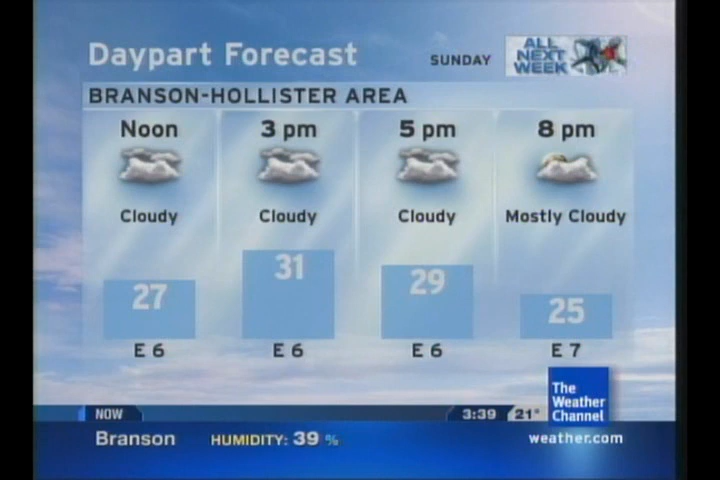 Daypart Forecast
SUNDAY
ALL NEXT WEEK
BRANSON-HOLLISTER AREA
Noon 3 pm 5 pm 8 pm
Cloudy Cloudy Cloudy Mostly Cloudy
27 31 29 25
E 6 E 6 E 6 E 7
The Weather Channel
NOW 3:39 21°
Branson HUMIDITY: 39 % weather.com